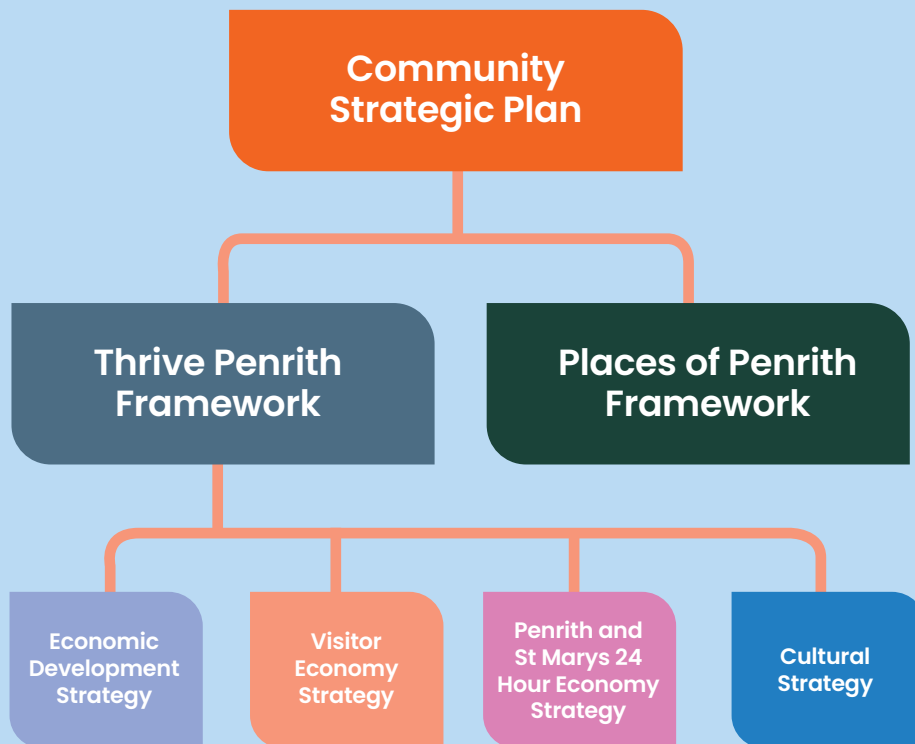 Community
Strategic Plan
Thrive Penrith
Framework
Places of Penrith
Framework
Economic
Development
Strategy
Visitor
Economy
Strategy
Penrith and
St Marys 24
Hour Economy
Strategy
Cultural
Strategy